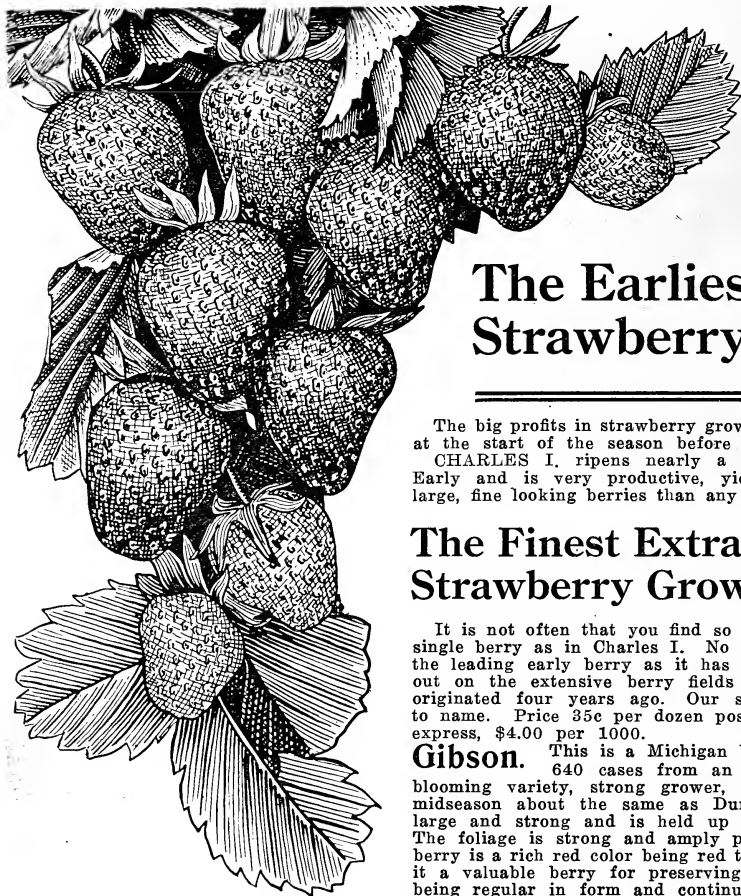 The Earlies
Strawberry
The big profits in strawberry grow
at the start of the season before
CHARLES I. ripens nearly a
Early and is very productive, yie
large, fine looking berries than any
The Finest Extra
Strawberry Grow
It is not often that you find so
single berry as in Charles I. No
the leading early berry as it has
out on the extensive berry fields
originated four years ago. Our s
to name. Price 35c per dozen pos
express, $4.00 per 1000.
Gibson. This is a Michigan
640 cases from an
blooming variety, strong grower,
midseason about the same as Du
large and strong and is held up
The foliage is strong and amply p
berry is a rich red color being red t
it a valuable berry for preserving
being regular in form and continu